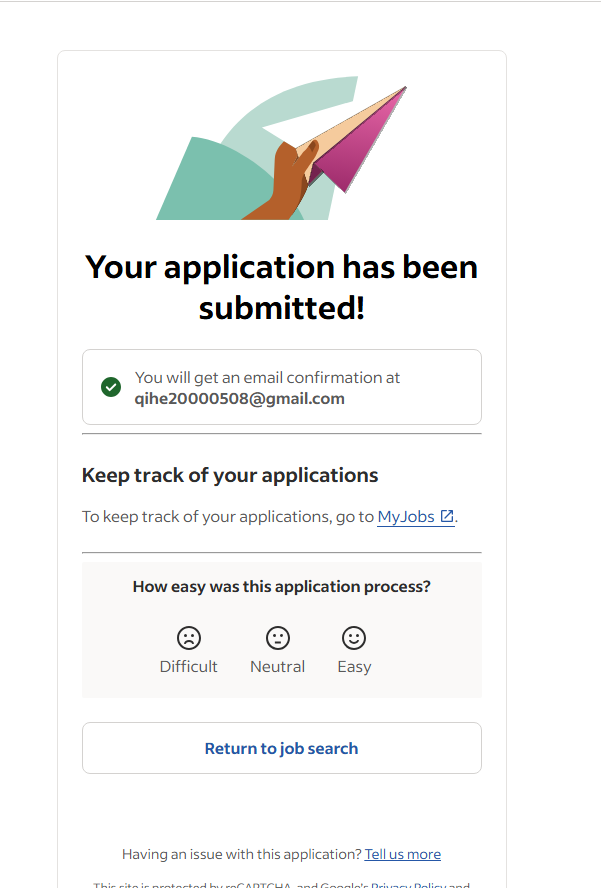 Your application has been
submitted!
You will get an email confirmation at
qihe20000508@gmail.com
Keep track of your applications
To keep track of your applications, go to MyJobs.
How easy was this application process?
Difficult Neutral Easy
Return to job search
Having an issue with this application? Tell us more
This site is protected by reCAPTCHA, and Google's Privacy Policy and